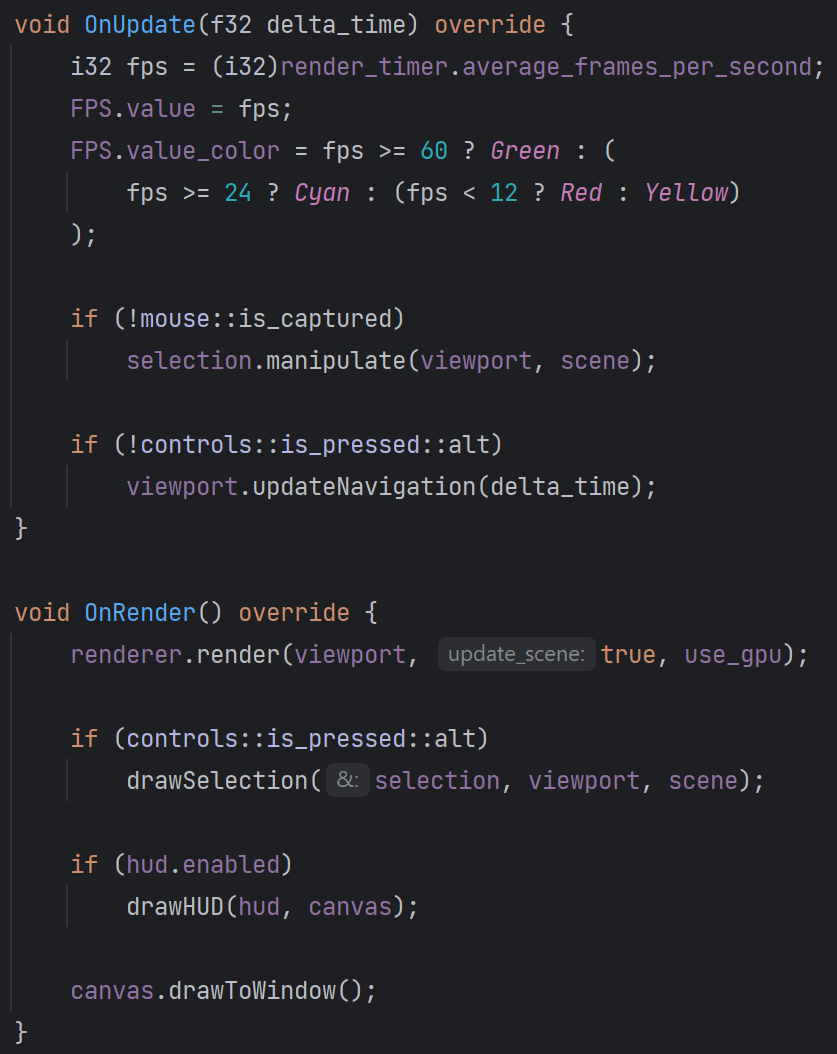 void OnUpdate(f32 delta_time) override {
    i32 fps = (i32)render_timer.average_frames_per_second;
    FPS.value = fps;
    FPS.value_color = fps >= 60 ? Green : (
        fps >= 24 ? Cyan : (fps < 12 ? Red : Yellow)
    );

    if (!mouse::is_captured)
        selection.manipulate(viewport, scene);

    if (!controls::is_pressed::alt)
        viewport.updateNavigation(delta_time);
}

void OnRender() override {
    renderer.render(viewport, update_scene: true, use_gpu);

    if (controls::is_pressed::alt)
        drawSelection( &: selection, viewport, scene);

    if (hud.enabled)
        drawHUD(hud, canvas);

    canvas.drawToWindow();
}